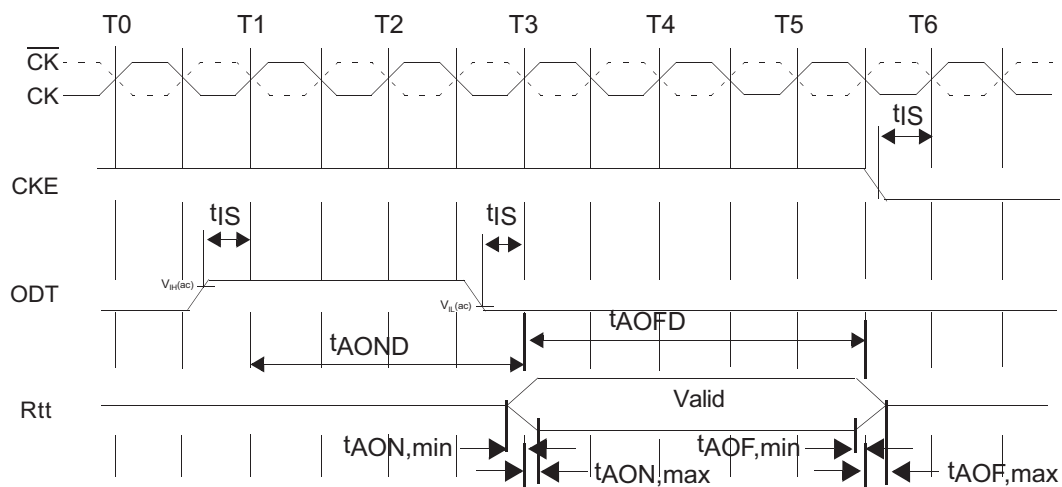 T0 T1 T2 T3 T4 T5 T6
CK
CK
tIS
CKE
tIS tIS
VIH(ac)
ODT
VIL(ac)
tAOND tAOFD
Rtt Valid
tAON,min tAOF,min
tAON,max tAOF,max